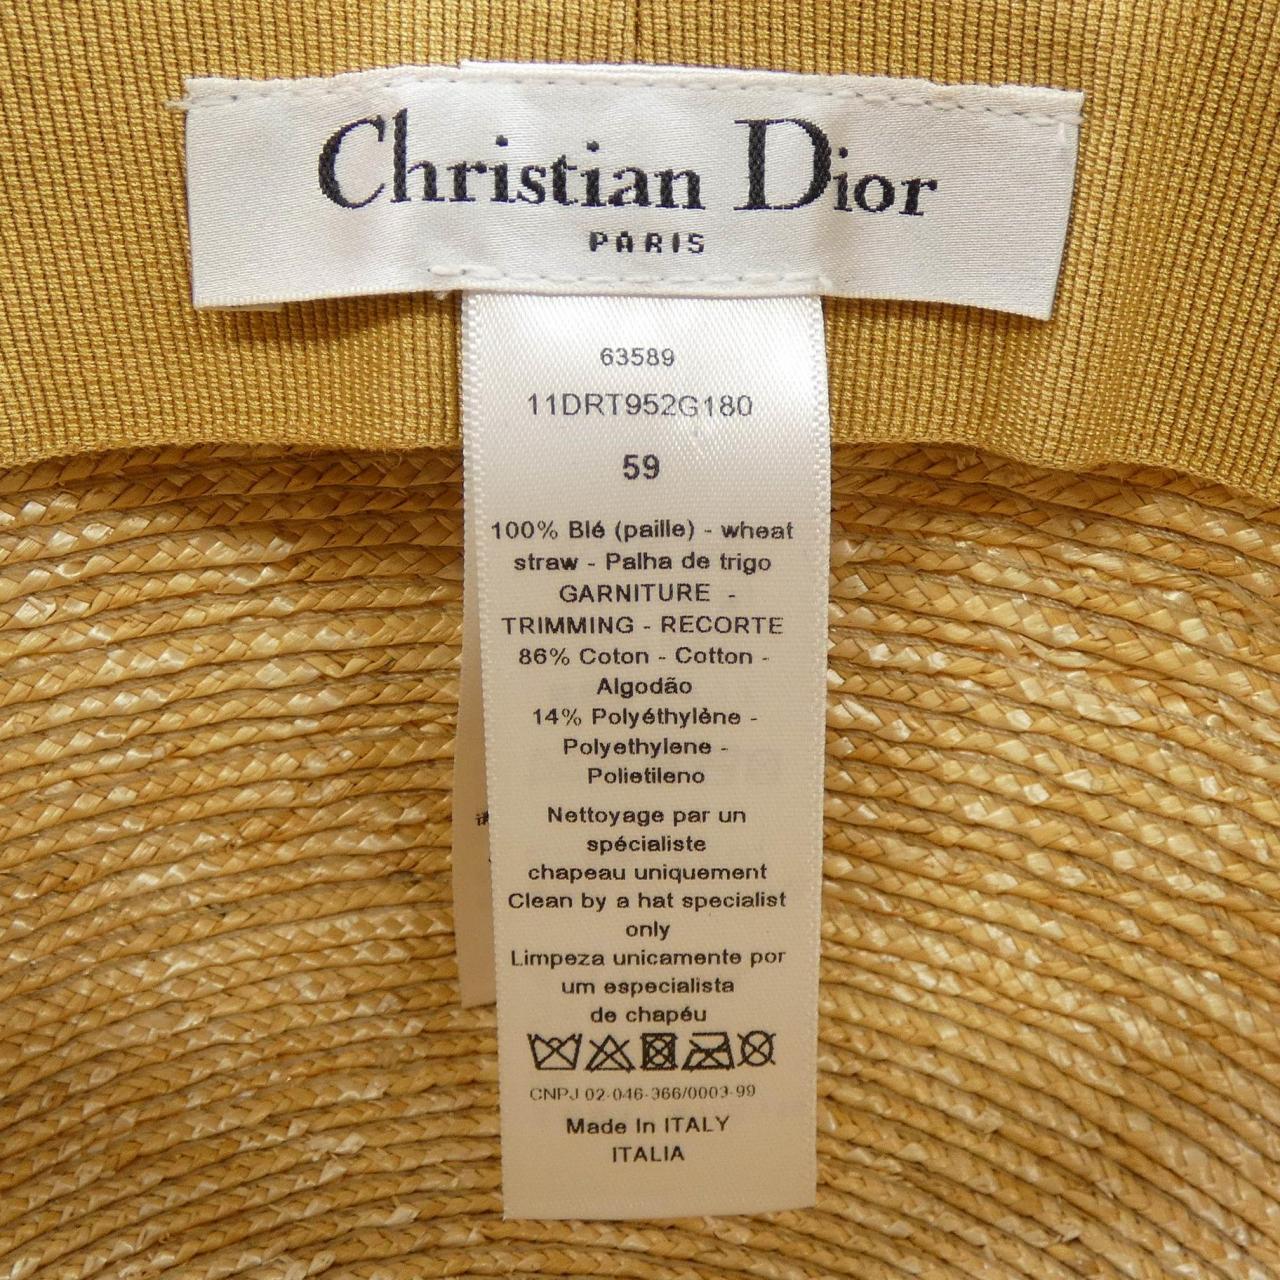 Christian Dior
PARIS
63589
11DRT952G180
59
100% Blé (paille) - wheat
straw - Palha de trigo
GARNITURE -
TRIMMING - RECORTE
86% Coton - Cotton -
Algodão
14% Polyéthylène -
Polyethylene -
Polietileno
Nettoyage par un
spécialiste
chapeau uniquement
Clean by a hat specialist
only
Limpeza unicamente por
um especialista
de chapéu
CNPJ 02-046-366/0003-99
Made In ITALY
ITALIA